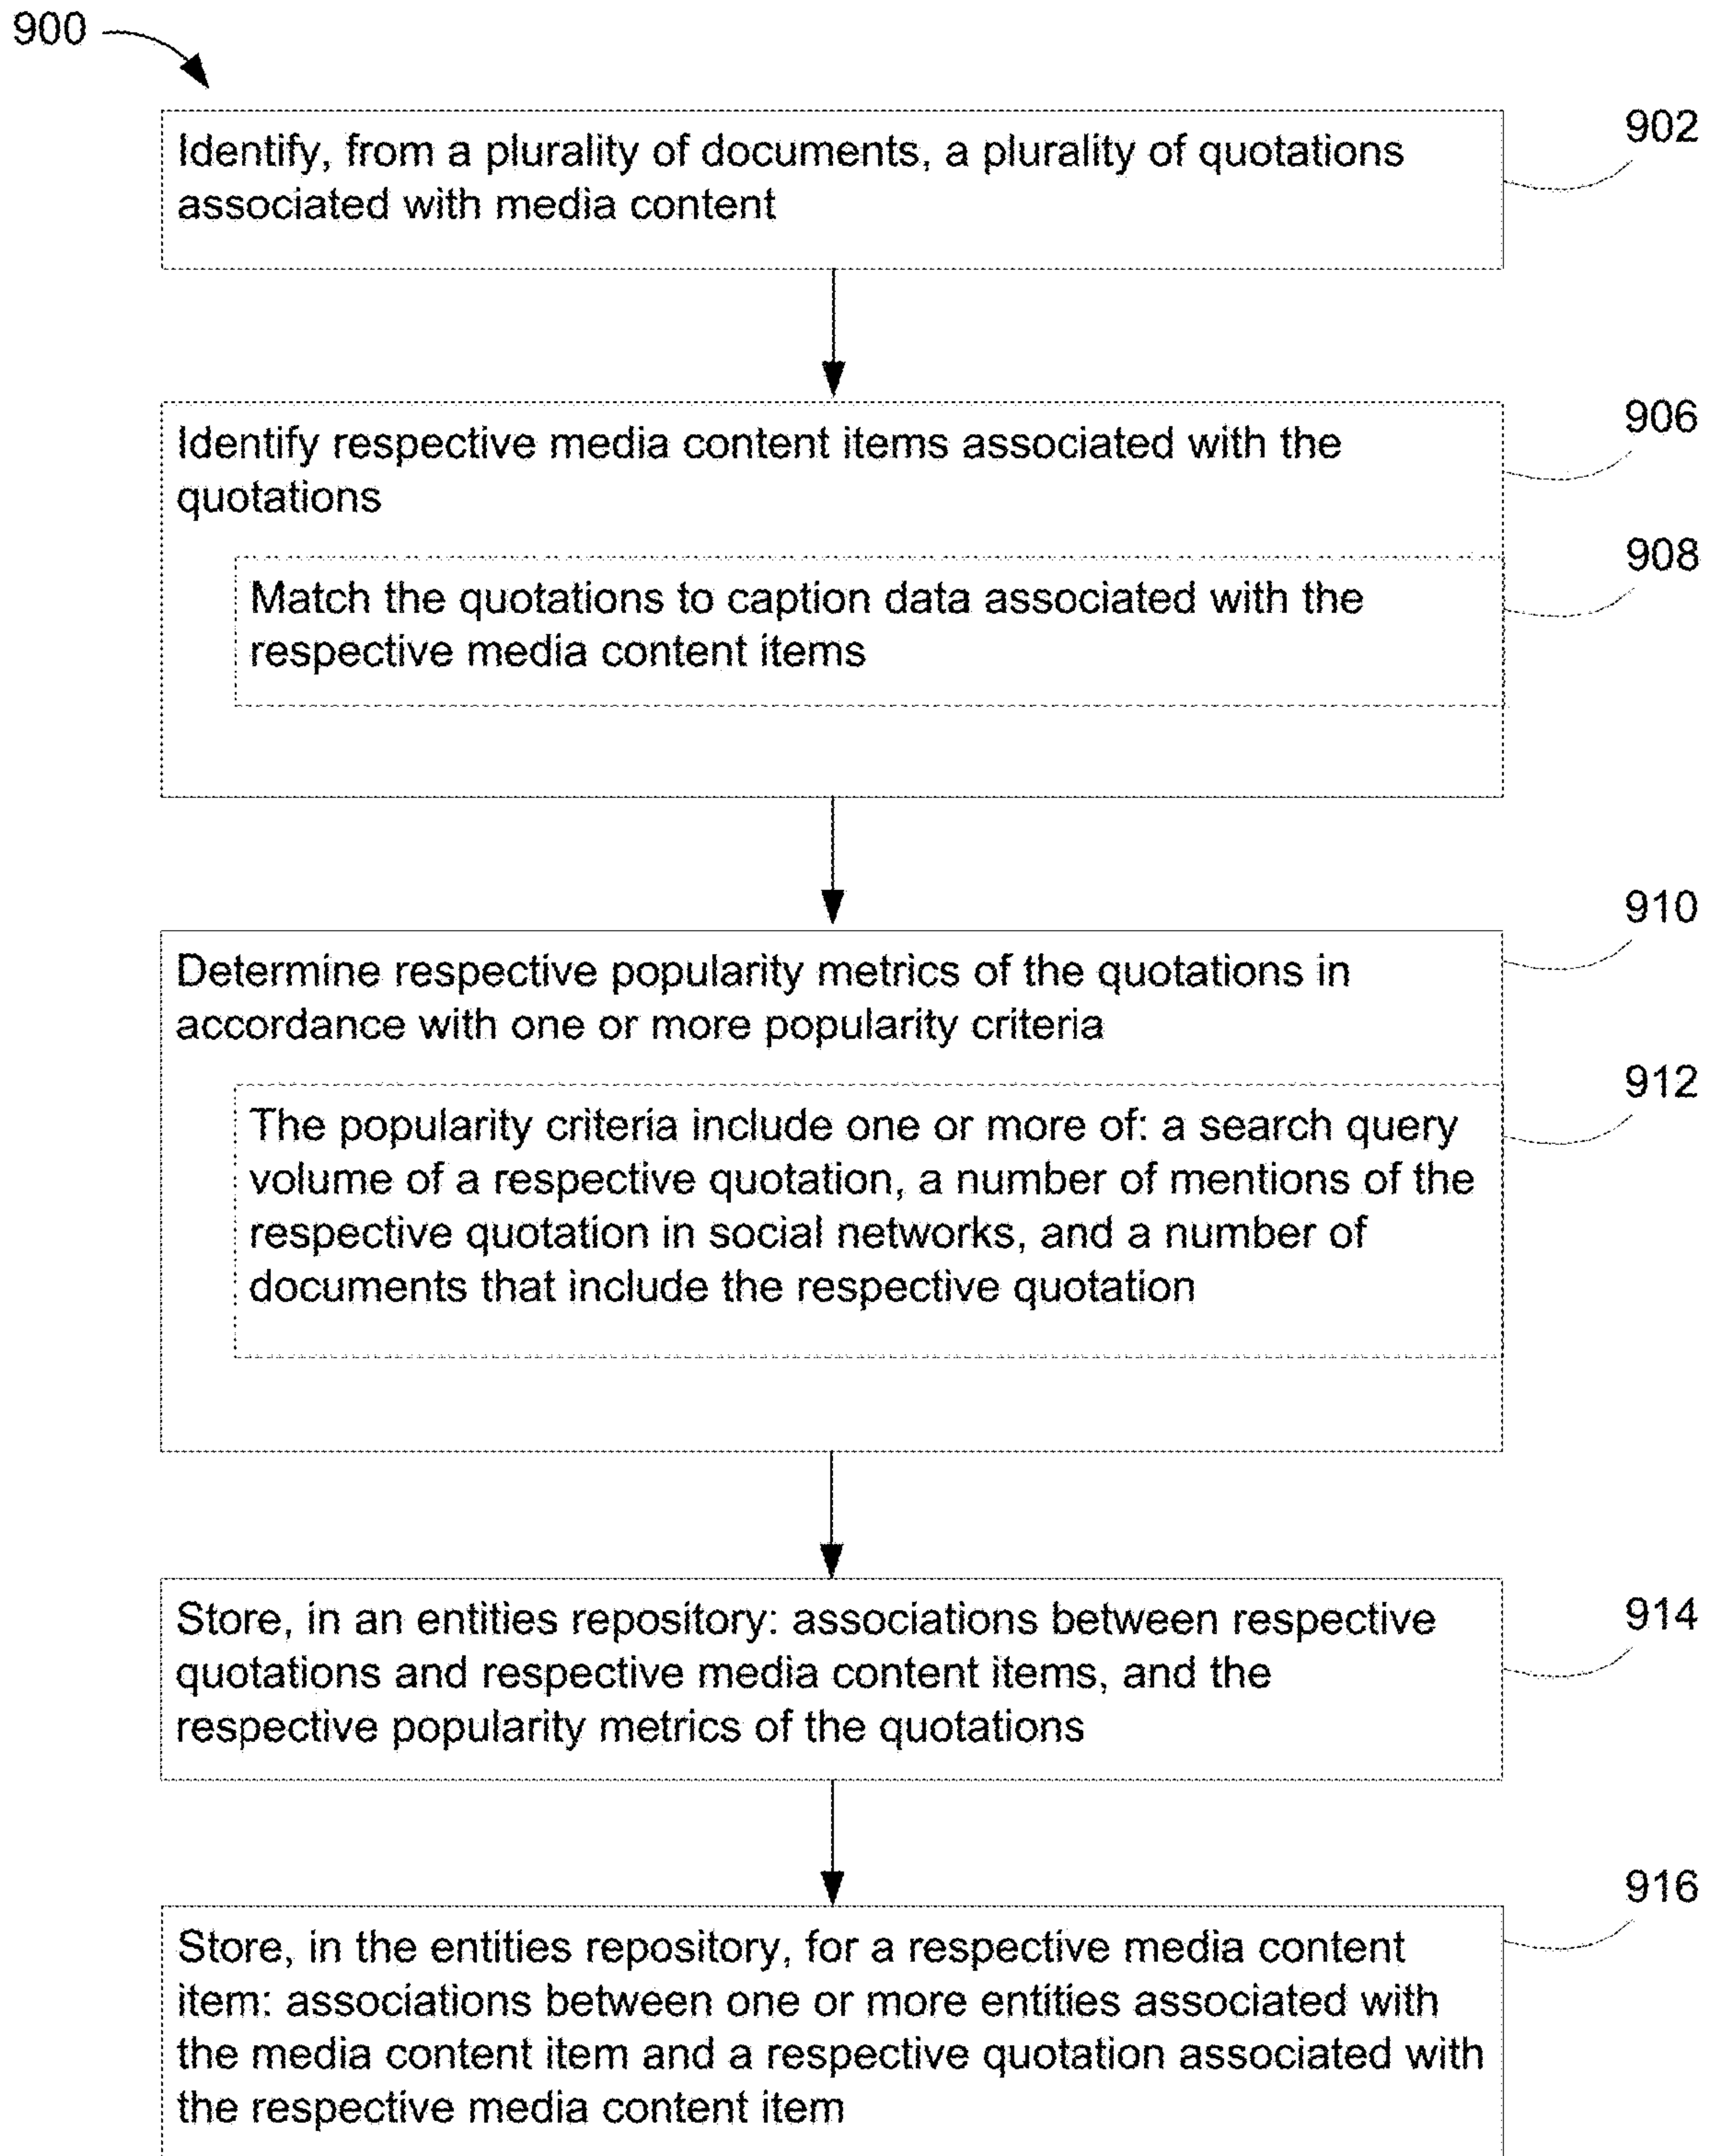 900
902
Identify, from a plurality of documents, a plurality of quotations
associated with media content
906
Identify respective media content items associated with the
quotations
908
Match the quotations to caption data associated with the
respective media content items
910
Determine respective popularity metrics of the quotations in
accordance with one or more popularity criteria
912
The popularity criteria include one or more of: a search query
volume of a respective quotation, a number of mentions of the
respective quotation in social networks, and a number of
documents that include the respective quotation
914
Store, in an entities repository: associations between respective
quotations and respective media content items, and the
respective popularity metrics of the quotations
916
Store, in the entities repository, for a respective media content
item: associations between one or more entities associated with
the media content item and a respective quotation associated with
the respective media content item